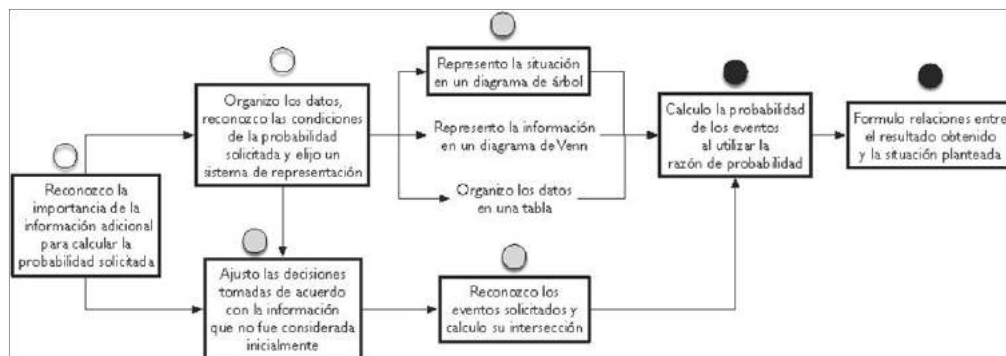 Reconozco la
importancia de la
información adicional
para calcular la
probabilidad solicitada
Organizo los datos,
reconozco las condiciones
de la probabilidad
solicitada y elijo un
sistema de representación
Ajusto las decisiones
tomadas de acuerdo
con la información
que no fue considerada
inicialmente
Represento la situación
en un diagrama de árbol
Represento la información
en un diagrama de Venn
Organizo los datos
en una tabla
Reconozco los
eventos solicitados y
calculo su intersección
Calculo la probabilidad
de los eventos
al utilizar la
razón de probabilidad
Formulo relaciones entre
el resultado obtenido
y la situación planteada